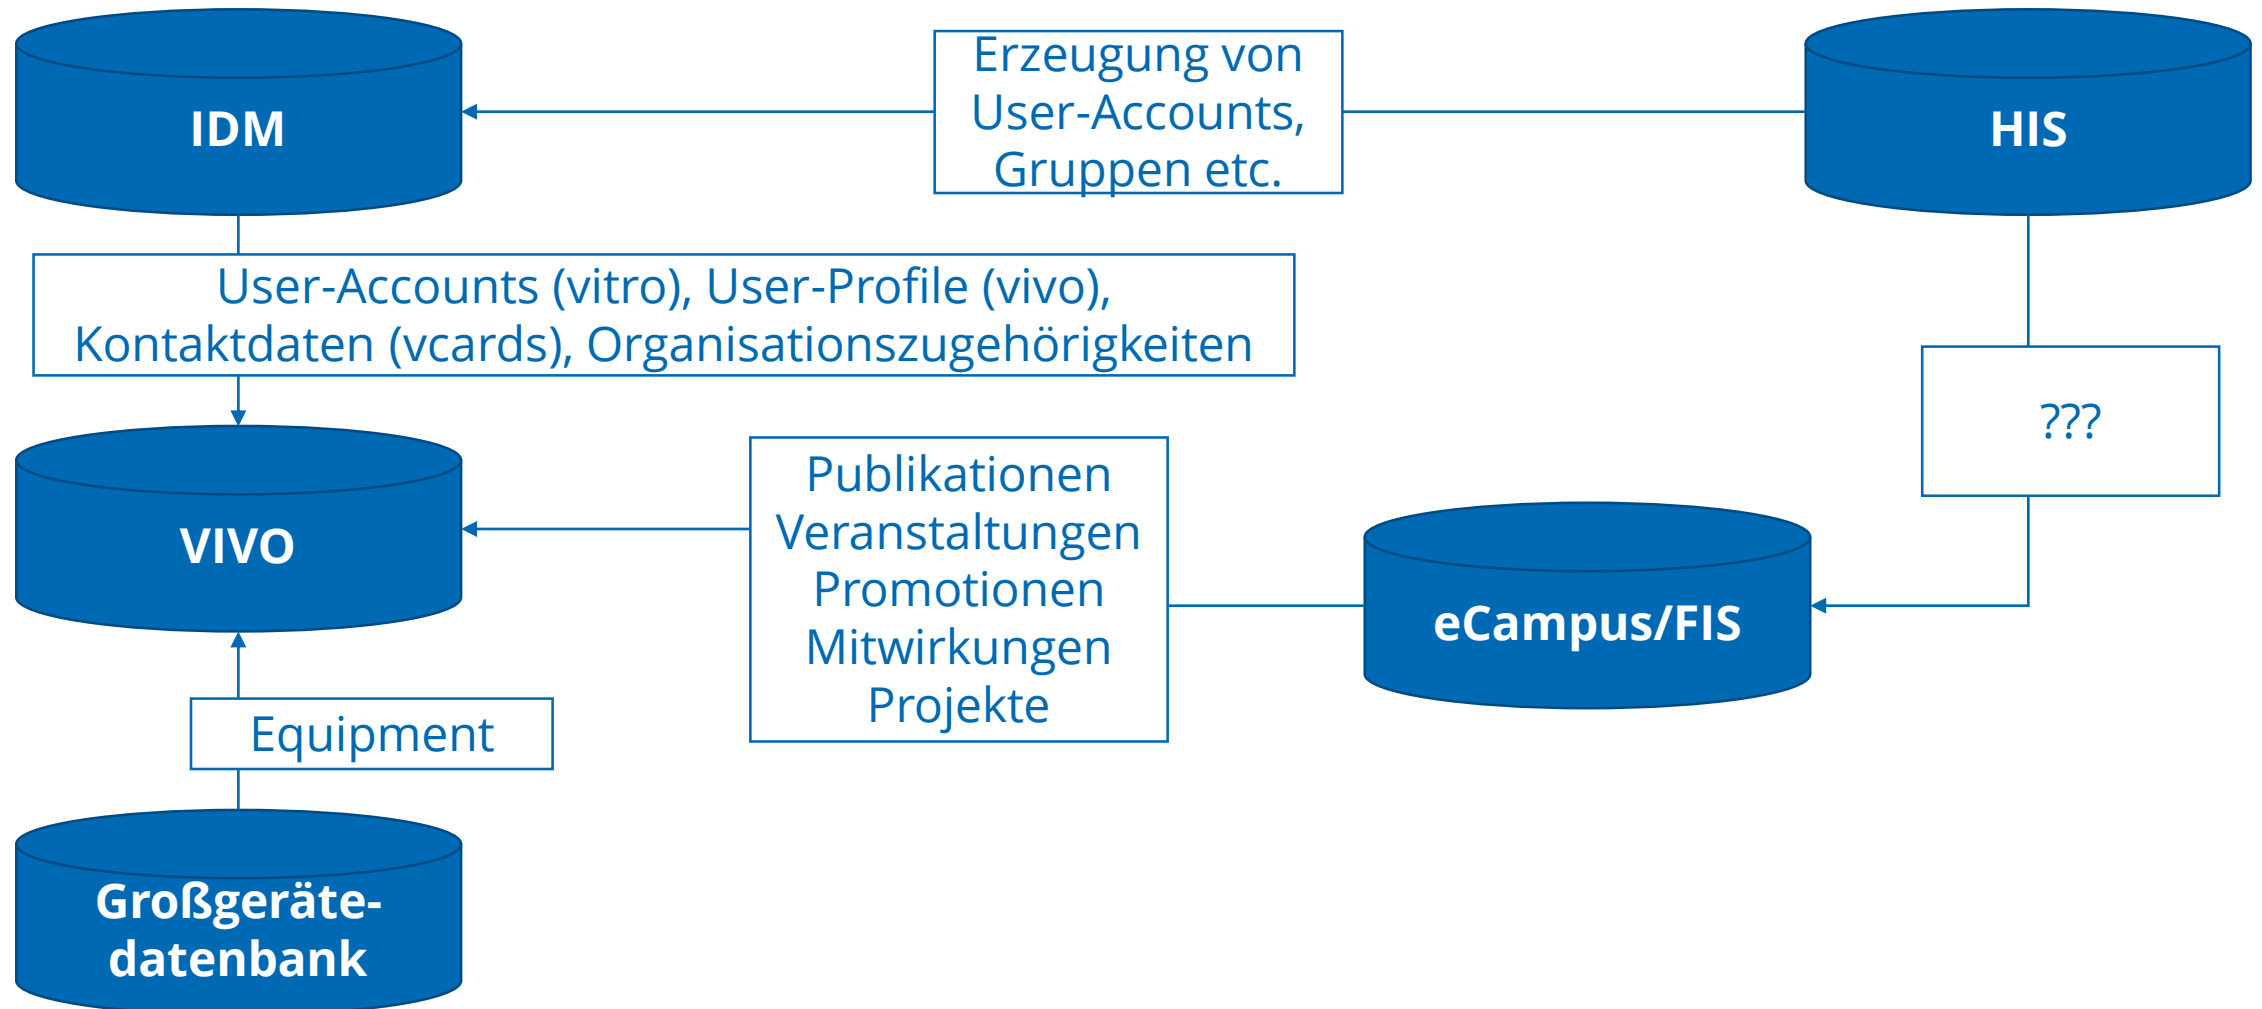 IDM
Erzeugung von
User-Accounts,
Gruppen etc.
HIS
User-Accounts (vitro), User-Profile (vivo),
Kontaktdaten (vcards), Organisationszugehörigkeiten
???
VIVO
Publikationen
Veranstaltungen
Promotionen
Mitwirkungen
Projekte
eCampus/FIS
Equipment
Großgeräte-
datenbank